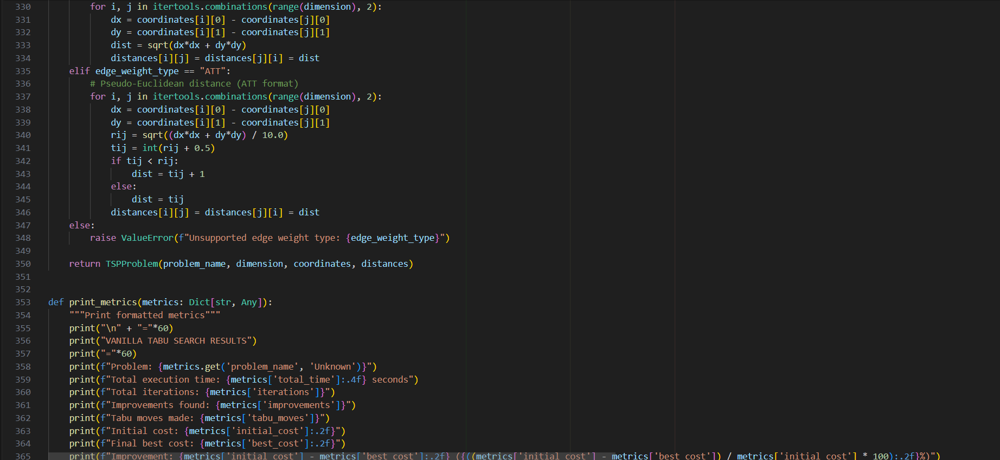 330 for i, j in itertools.combinations(range(dimension), 2):
331 dx = coordinates[i][0] - coordinates[j][0]
332 dy = coordinates[i][1] - coordinates[j][1]
333 dist = sqrt(dx*dx + dy*dy)
334 distances[i][j] = distances[j][i] = dist
335 elif edge_weight_type == "ATT":
336 # Pseudo-Euclidean distance (ATT format)
337 for i, j in itertools.combinations(range(dimension), 2):
338 dx = coordinates[i][0] - coordinates[j][0]
339 dy = coordinates[i][1] - coordinates[j][1]
340 rij = sqrt((dx*dx + dy*dy) / 10.0)
341 tij = int(rij + 0.5)
342 if tij < rij:
343 dist = tij + 1
344 else:
345 dist = tij
346 distances[i][j] = distances[j][i] = dist
347 else:
348 raise ValueError(f"Unsupported edge weight type: {edge_weight_type}")
349
350 return TSPProblem(problem_name, dimension, coordinates, distances)
351
352
353 def print_metrics(metrics: Dict[str, Any]):
354 """Print formatted metrics"""
355 print("\n" + "="*60)
356 print("VANILLA TABU SEARCH RESULTS")
357 print("="*60)
358 print(f"Problem: {metrics.get('problem_name', 'Unknown')}")
359 print(f"Total execution time: {metrics['total_time']:.4f} seconds")
360 print(f"Total iterations: {metrics['iterations']}")
361 print(f"Improvements found: {metrics['improvements']}")
362 print(f"Tabu moves made: {metrics['tabu_moves']}")
363 print(f"Initial cost: {metrics['initial_cost']:.2f}")
364 print(f"Final best cost: {metrics['best_cost']:.2f}")
365 print(f"Improvement: {metrics['initial_cost'] - metrics['best_cost']:.2f} ({((metrics['initial_cost'] - metrics['best_cost']) / metrics['initial_cost'] * 100):.2f}%)")